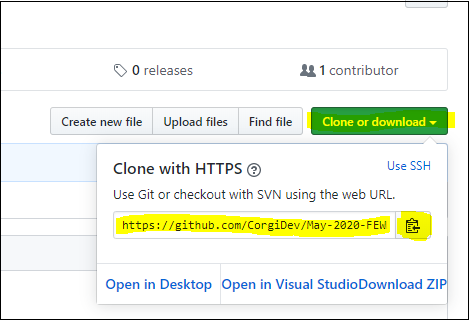 0 releases
1 contributor
Create new file Upload files Find file Clone or download
Clone with HTTPS
Use SSH
Use Git or checkout with SVN using the web URL.
https://github.com/CorgiDev/May-2020-FEW
Open in Desktop Open in Visual Studio Download ZIP